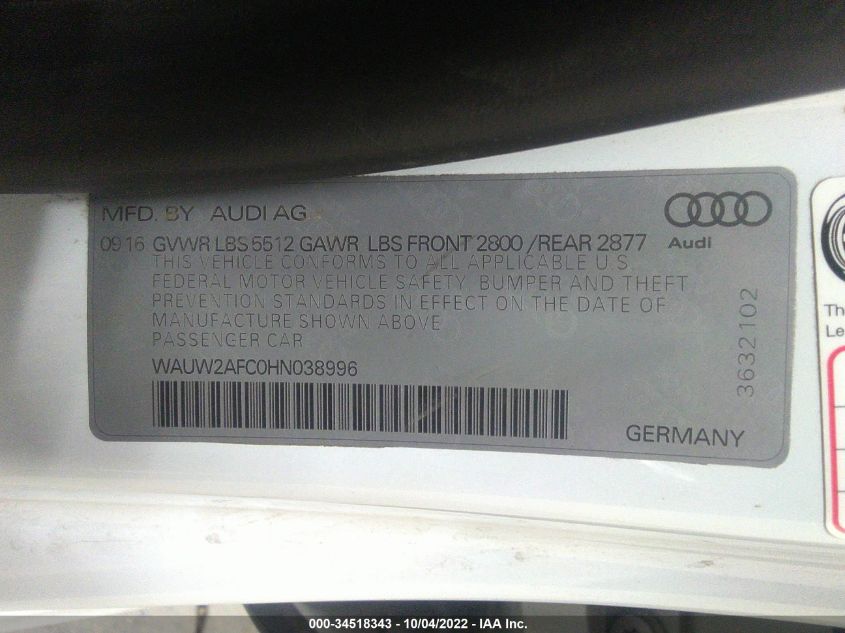 MFD. BY AUDI AG
Audi
09 16 GVWR LBS 5512 GAWR LBS FRONT 2800 /REAR 2877
THIS VEHICLE CONFORMS TO ALL APPLICABLE U.S.
FEDERAL MOTOR VEHICLE SAFETY, BUMPER AND THEFT
PREVENTION STANDARDS IN EFFECT ON THE DATE OF
MANUFACTURE SHOWN ABOVE
PASSENGER CAR
WAUW2AFC0HN038996
GERMANY
3632102
Th
Le
000-34518343 - 10/04/2022 - IAA Inc.